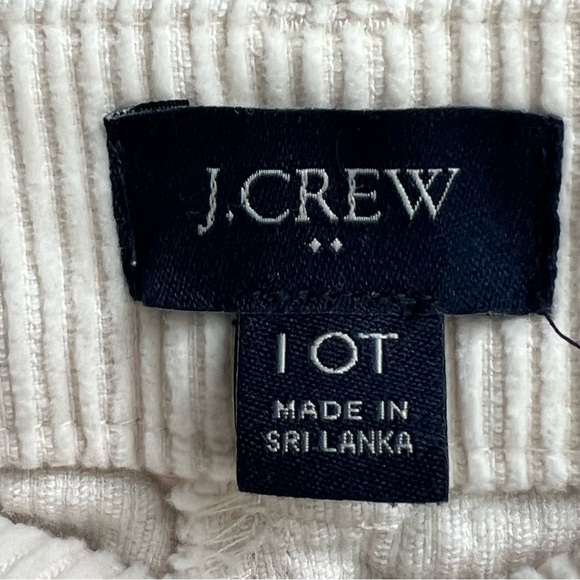 J.CREW
10T
MADE IN
SRI LANKA